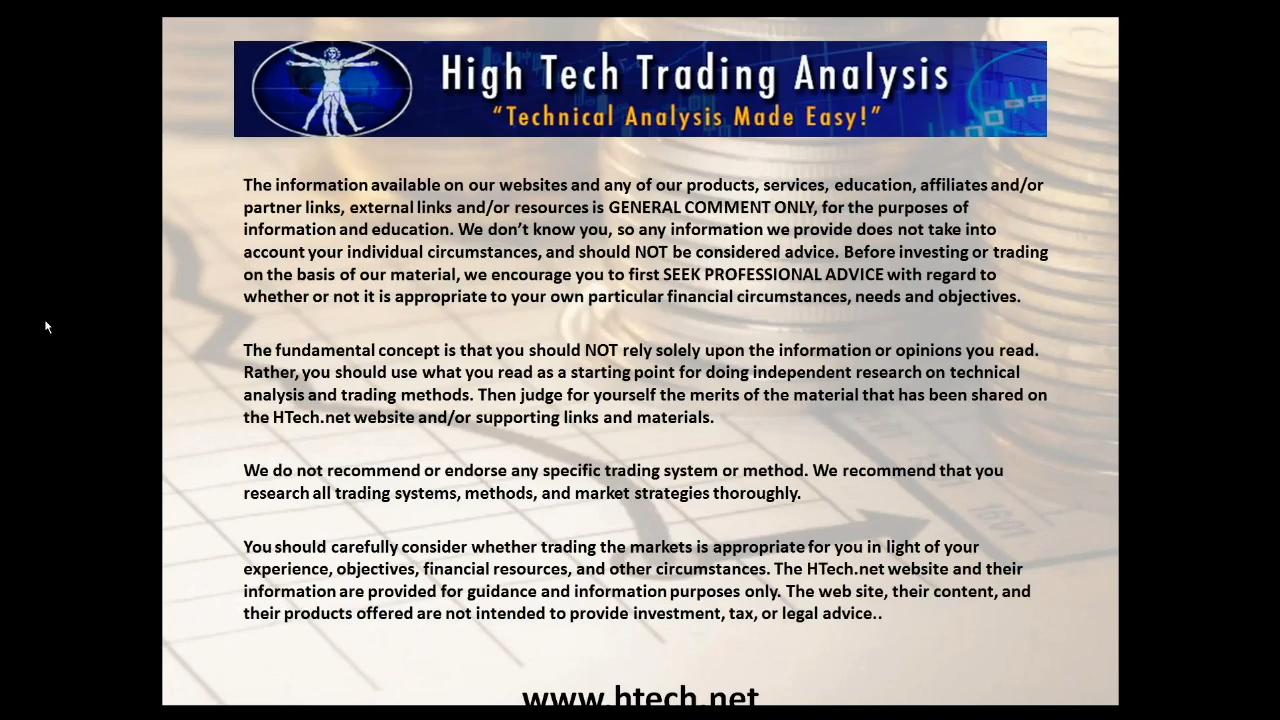 High Tech Trading Analysis
“Technical Analysis Made Easy!”
The information available on our websites and any of our products, services, education, affiliates and/or
partner links, external links and/or resources is GENERAL COMMENT ONLY, for the purposes of
information and education. We don’t know you, so any information we provide does not take into
account your individual circumstances, and should NOT be considered advice. Before investing or trading
on the basis of our material, we encourage you to first SEEK PROFESSIONAL ADVICE with regard to
whether or not it is appropriate to your own particular financial circumstances, needs and objectives.
The fundamental concept is that you should NOT rely solely upon the information or opinions you read.
Rather, you should use what you read as a starting point for doing independent research on technical
analysis and trading methods. Then judge for yourself the merits of the material that has been shared on
the HTech.net website and/or supporting links and materials.
We do not recommend or endorse any specific trading system or method. We recommend that you
research all trading systems, methods, and market strategies thoroughly.
You should carefully consider whether trading the markets is appropriate for you in light of your
experience, objectives, financial resources, and other circumstances. The HTech.net website and their
information are provided for guidance and information purposes only. The web site, their content, and
their products offered are not intended to provide investment, tax, or legal advice..
www.htech.net